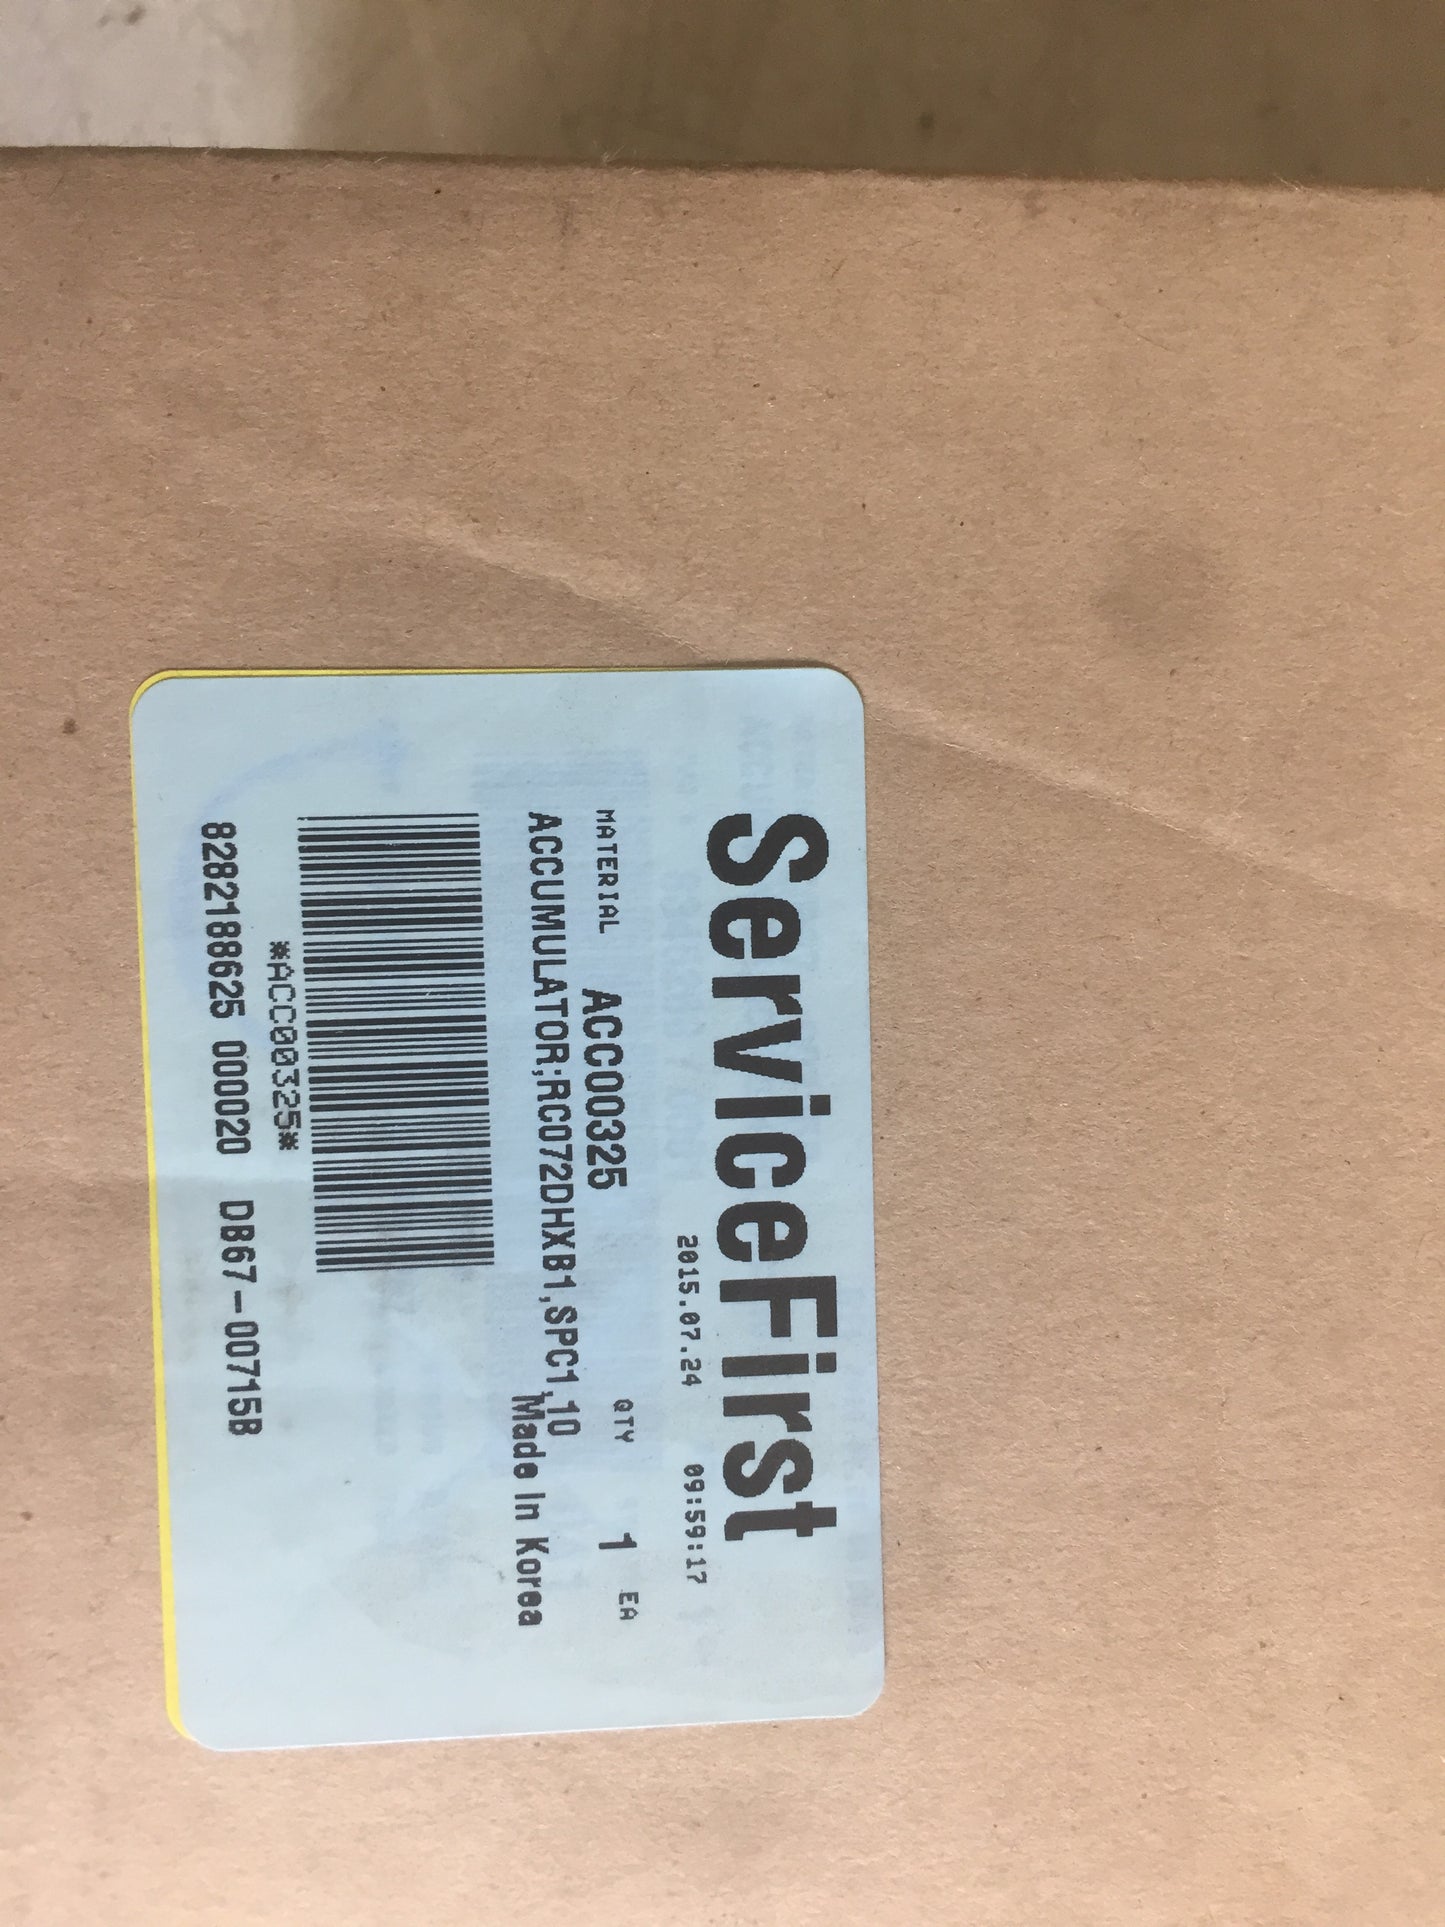 ServiceFirst
2015.07.24 09:59:17
MATERIAL ACC00325 QTY 1 EA
ACCUMULATOR;RC072DHXB1,SPC1,10
Made In Korea
*ACC00325*
8282188625 000020 DB67-00715B